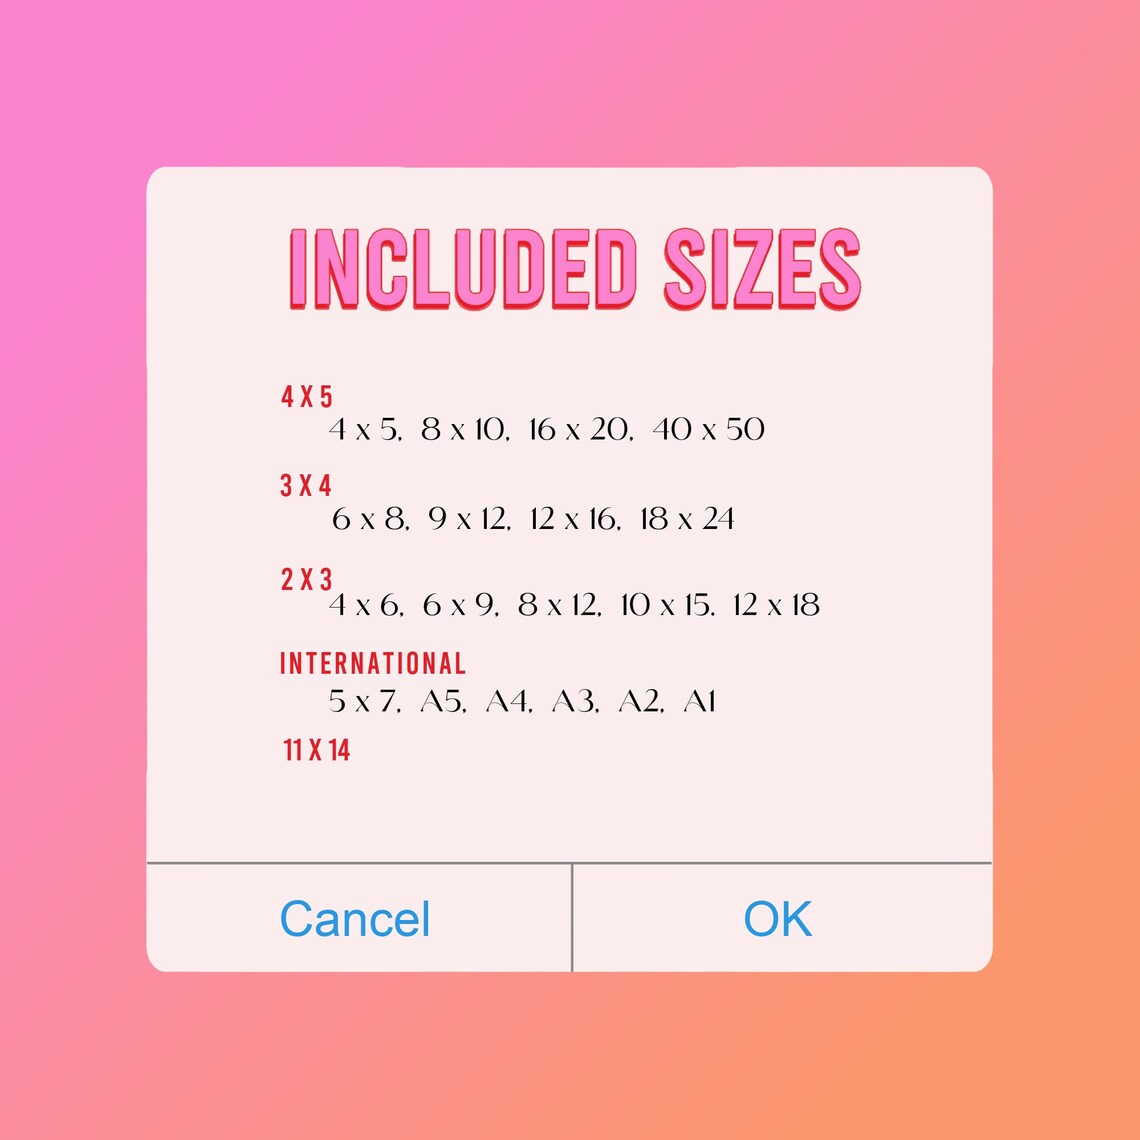 INCLUDED SIZES
4 X 5
4 x 5, 8 x 10, 16 x 20, 40 x 50
3 X 4
6 x 8, 9 x 12, 12 x 16, 18 x 24
2 X 3
4 x 6, 6 x 9, 8 x 12, 10 x 15, 12 x 18
INTERNATIONAL
5 x 7, A5, A4, A3, A2, A1
11 X 14
Cancel
OK